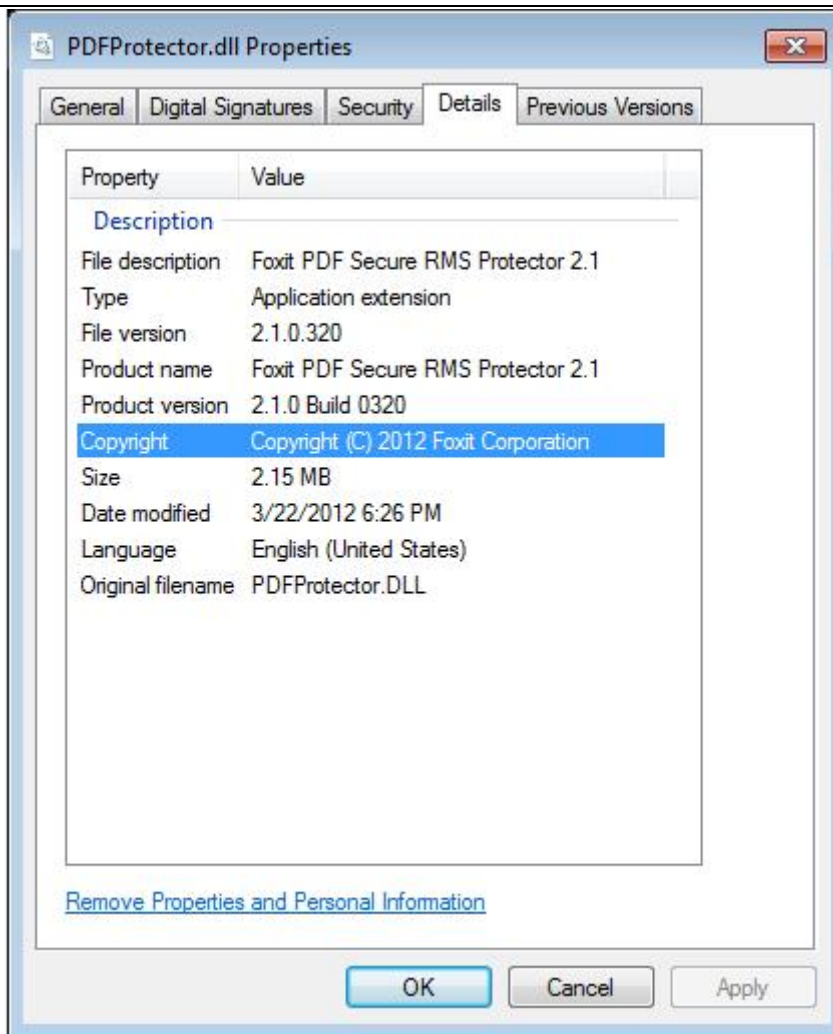 PDFProtector.dll Properties
General Digital Signatures Security Details Previous Versions
Property Value
Description
File description Foxit PDF Secure RMS Protector 2.1
Type Application extension
File version 2.1.0.320
Product name Foxit PDF Secure RMS Protector 2.1
Product version 2.1.0 Build 0320
Copyright Copyright (C) 2012 Foxit Corporation
Size 2.15 MB
Date modified 3/22/2012 6:26 PM
Language English (United States)
Original filename PDFProtector.DLL
Remove Properties and Personal Information
OK Cancel Apply